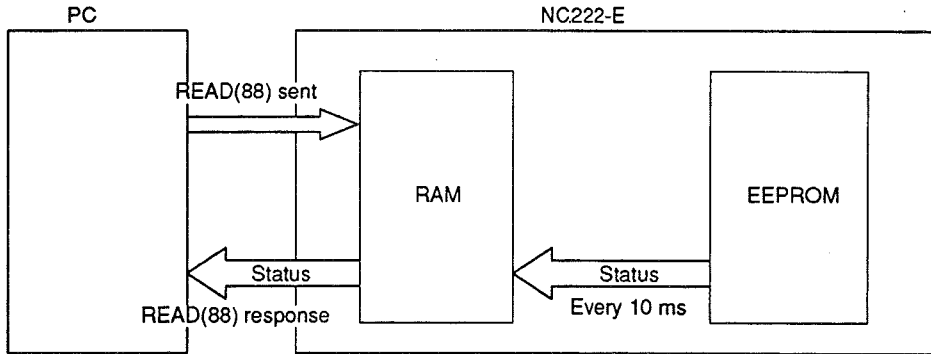 PC
NC222-E
READ(88) sent
RAM
EEPROM
Status
Status
READ(88) response
Every 10 ms